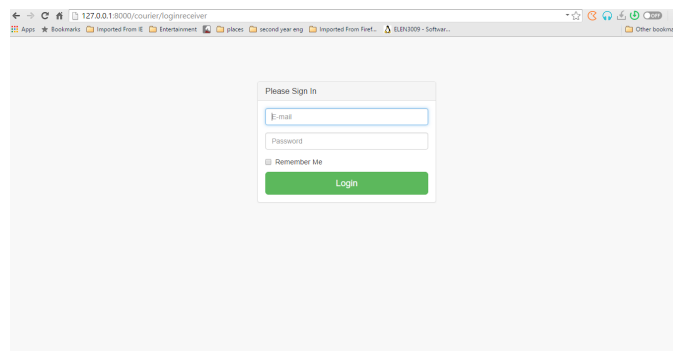 127.0.0.1:8000/courier/loginreceiver
Apps Bookmarks Imported From IE Entertainment places second year eng Imported From Firef... ELEN3009 - Softwar... Other bookma
Please Sign In
E-mail
Password
Remember Me
Login